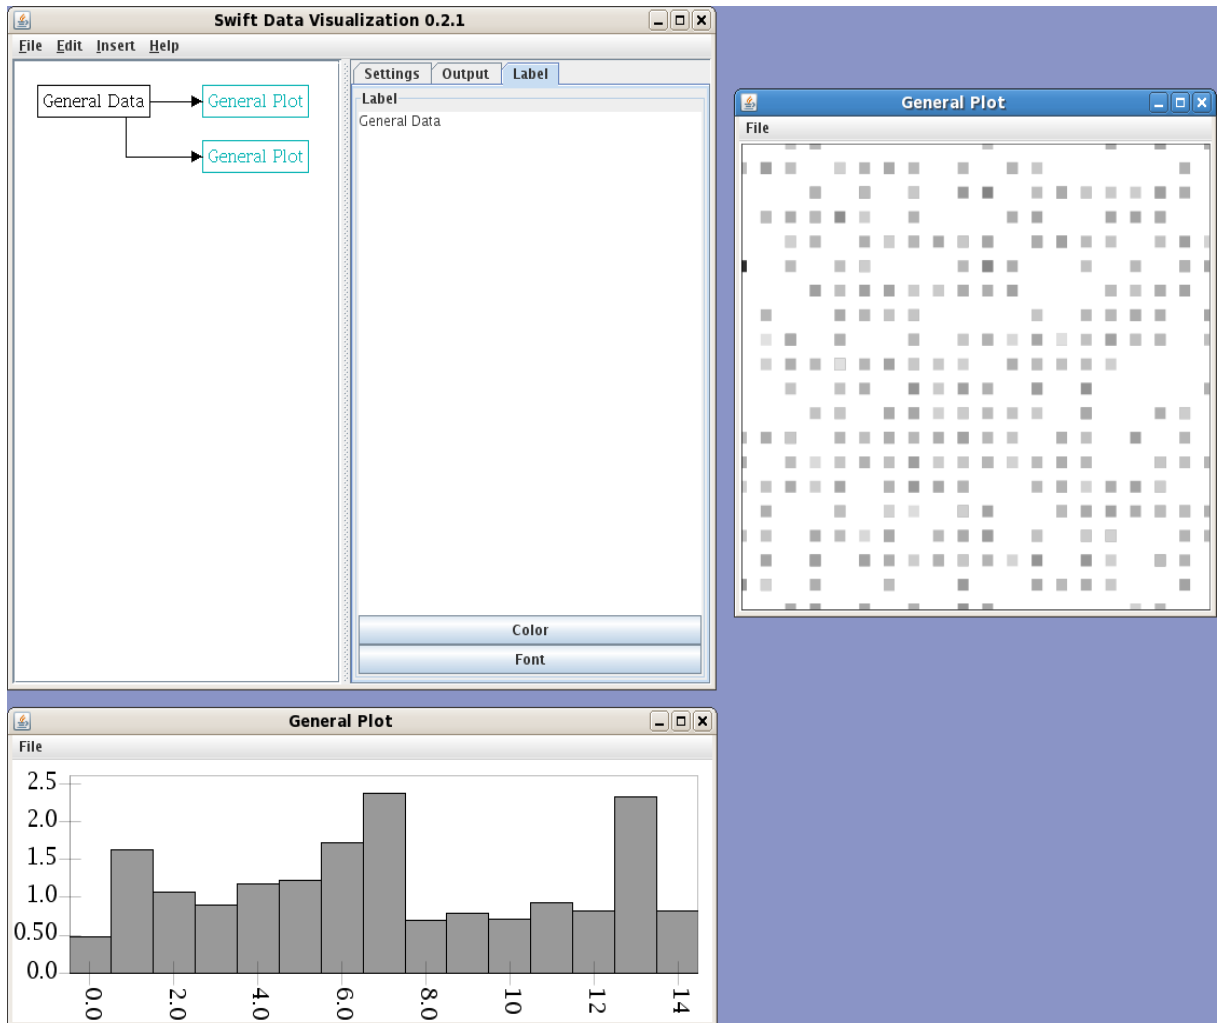 Swift Data Visualization 0.2.1
File Edit Insert Help
General Data
General Plot
General Plot
Settings Output Label
Label
General Data
Color
Font
General Plot
File
General Plot
File
2.5
2.0
1.5
1.0
0.50
0.0
0.0 2.0 4.0 6.0 8.0 10 12 14